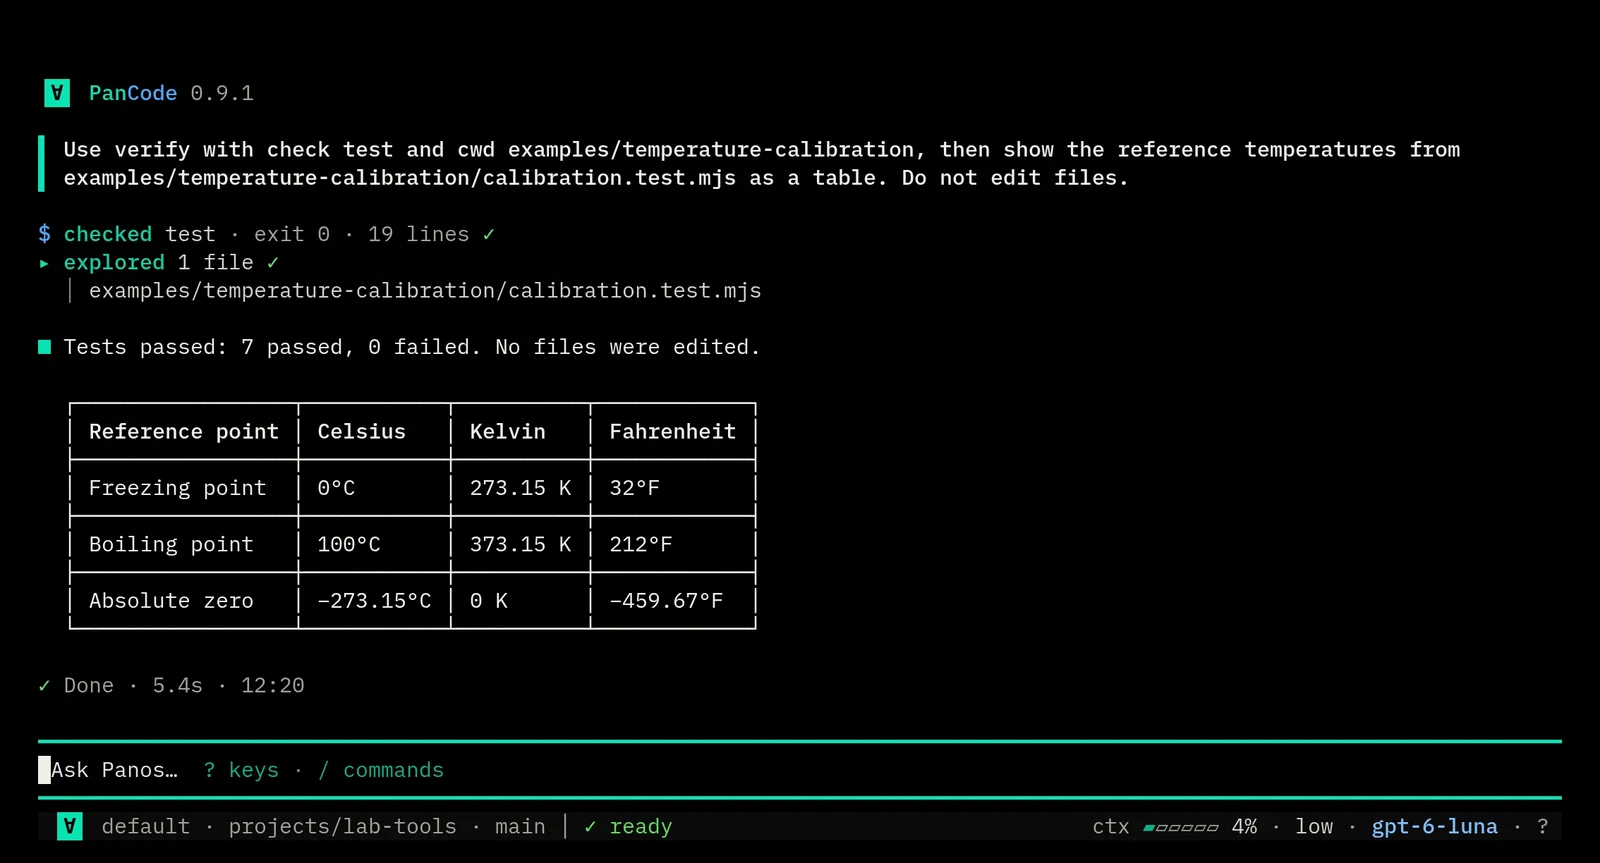 ∀ PanCode 0.9.1
Use verify with check test and cwd examples/temperature-calibration, then show the reference temperatures from
examples/temperature-calibration/calibration.test.mjs as a table. Do not edit files.
$ checked test · exit 0 · 19 lines ✓
▸ explored 1 file ✓
examples/temperature-calibration/calibration.test.mjs
Tests passed: 7 passed, 0 failed. No files were edited.
Reference point Celsius Kelvin Fahrenheit
Freezing point 0°C 273.15 K 32°F
Boiling point 100°C 373.15 K 212°F
Absolute zero −273.15°C 0 K −459.67°F
✓ Done · 5.4s · 12:20
Ask Panos… ? keys · / commands
∀ default · projects/lab-tools · main │ ✓ ready ctx ▰▱▱▱▱▱ 4% · low · gpt-6-luna · ?